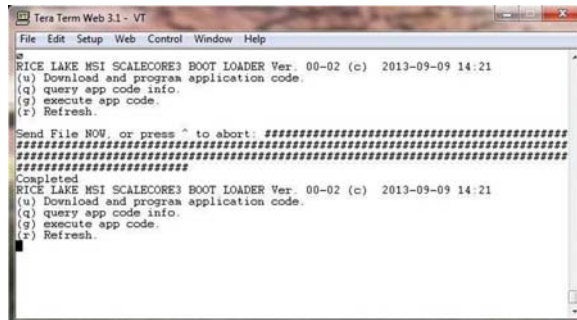 Tera Term Web 3.1 - VT
File Edit Setup Web Control Window Help
RICE LAKE MSI SCALECORE3 BOOT LOADER Ver. 00-02 (c) 2013-09-09 14:21
(u) Download and program application code.
(q) query app code info.
(g) execute app code.
(r) Refresh.
Send File NOW, or press ^ to abort: ############################################
################################################################################
################################################################################
#########################
Completed
RICE LAKE MSI SCALECORE3 BOOT LOADER Ver. 00-02 (c) 2013-09-09 14:21
(u) Download and program application code.
(q) query app code info.
(g) execute app code.
(r) Refresh.